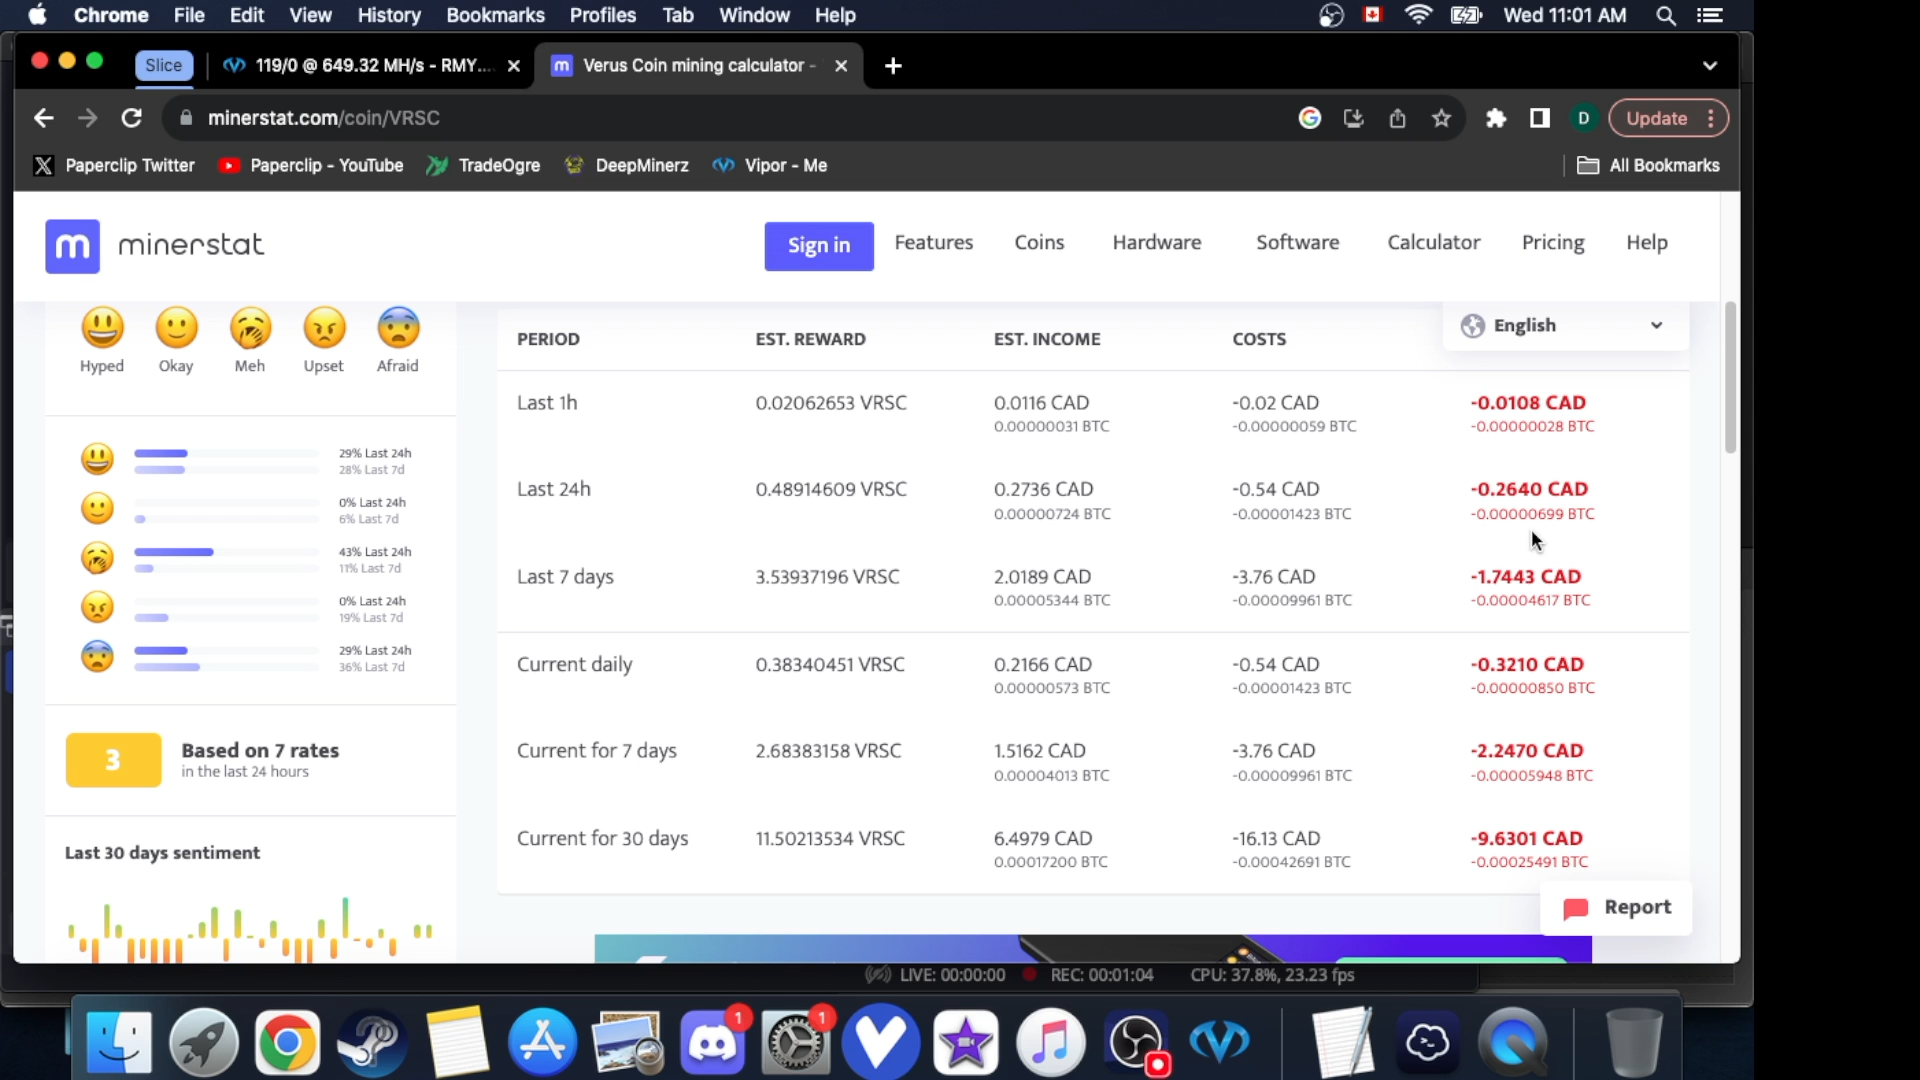 Chrome File Edit View History Bookmarks Profiles Tab Window Help Wed 11:01 AM
Slice 119/0 @ 649.32 MH/s - RMY.... Verus Coin mining calculator -
minerstat.com/coin/VRSC D Update
Paperclip Twitter Paperclip - YouTube TradeOgre DeepMinerz Vipor - Me All Bookmarks
m minerstat Sign in Features Coins Hardware Software Calculator Pricing Help
English
Hyped Okay Meh Upset Afraid
29% Last 24h
28% Last 7d
0% Last 24h
6% Last 7d
43% Last 24h
11% Last 7d
0% Last 24h
19% Last 7d
29% Last 24h
36% Last 7d
3 Based on 7 rates
in the last 24 hours
Last 30 days sentiment
PERIOD EST. REWARD EST. INCOME COSTS
Last 1h 0.02062653 VRSC 0.0116 CAD -0.02 CAD -0.0108 CAD
0.00000031 BTC -0.00000059 BTC -0.00000028 BTC
Last 24h 0.48914609 VRSC 0.2736 CAD -0.54 CAD -0.2640 CAD
0.00000724 BTC -0.00001423 BTC -0.00000699 BTC
Last 7 days 3.53937196 VRSC 2.0189 CAD -3.76 CAD -1.7443 CAD
0.00005344 BTC -0.00009961 BTC -0.00004617 BTC
Current daily 0.38340451 VRSC 0.2166 CAD -0.54 CAD -0.3210 CAD
0.00000573 BTC -0.00001423 BTC -0.00000850 BTC
Current for 7 days 2.68383158 VRSC 1.5162 CAD -3.76 CAD -2.2470 CAD
0.00004013 BTC -0.00009961 BTC -0.00005948 BTC
Current for 30 days 11.50213534 VRSC 6.4979 CAD -16.13 CAD -9.6301 CAD
0.00017200 BTC -0.00042691 BTC -0.00025491 BTC
Report
LIVE: 00:00:00 REC: 00:01:04 CPU: 37.8%, 23.23 fps
1 1